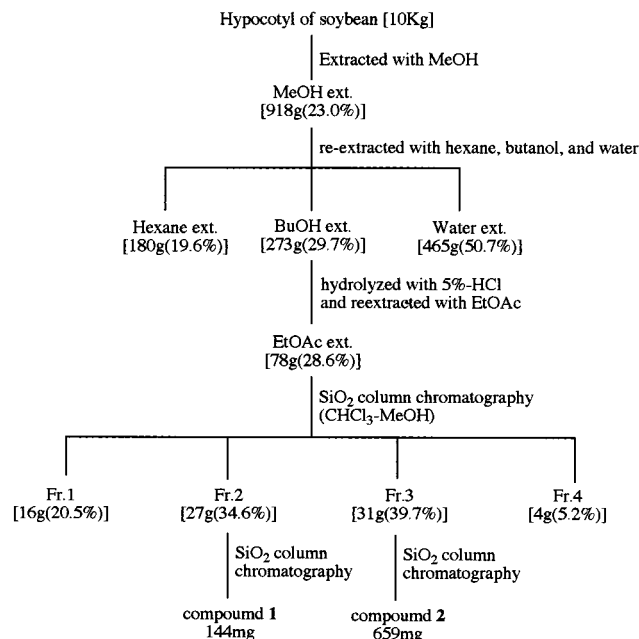 Hypocotyl of soybean [10Kg]
Extracted with MeOH
MeOH ext.
[918g(23.0%)]
re-extracted with hexane, butanol, and water
Hexane ext.
[180g(19.6%)}
BuOH ext.
[273g(29.7%)]
Water ext.
[465g(50.7%)}
hydrolyzed with 5%-HCl
and reextracted with EtOAc
EtOAc ext.
[78g(28.6%)}
SiO2 column chromatography
(CHCl3-MeOH)
Fr.1
[16g(20.5%)]
Fr.2
{27g(34.6%)]
Fr.3
[31g(39.7%)]
Fr.4
[4g(5.2%)]
SiO2 column
chromatography
SiO2 column
chromatography
compoumd 1
144mg
compoumd 2
659mg